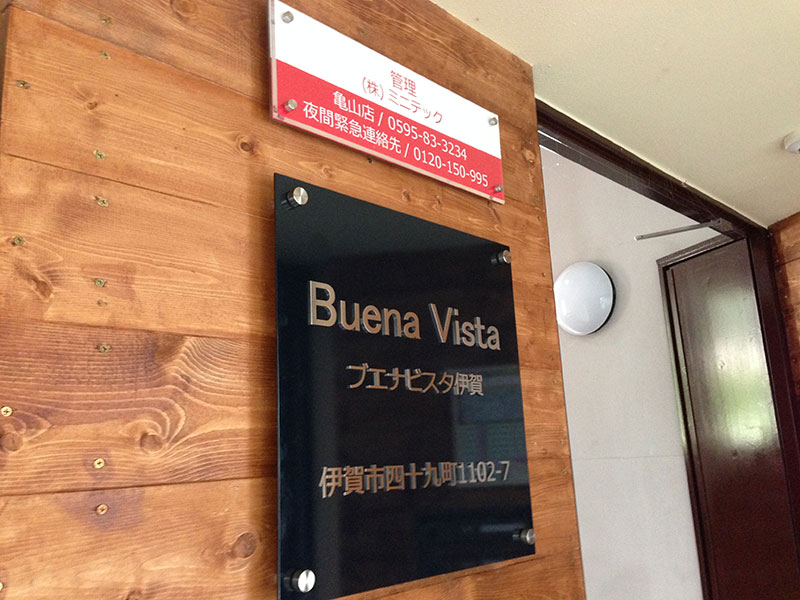 管理
(株) ミニテック
亀山店 / 0595-83-3234
夜間緊急連絡先 / 0120-150-995
Buena Vista
ブエナビスタ伊賀
伊賀市四十九町1102-7